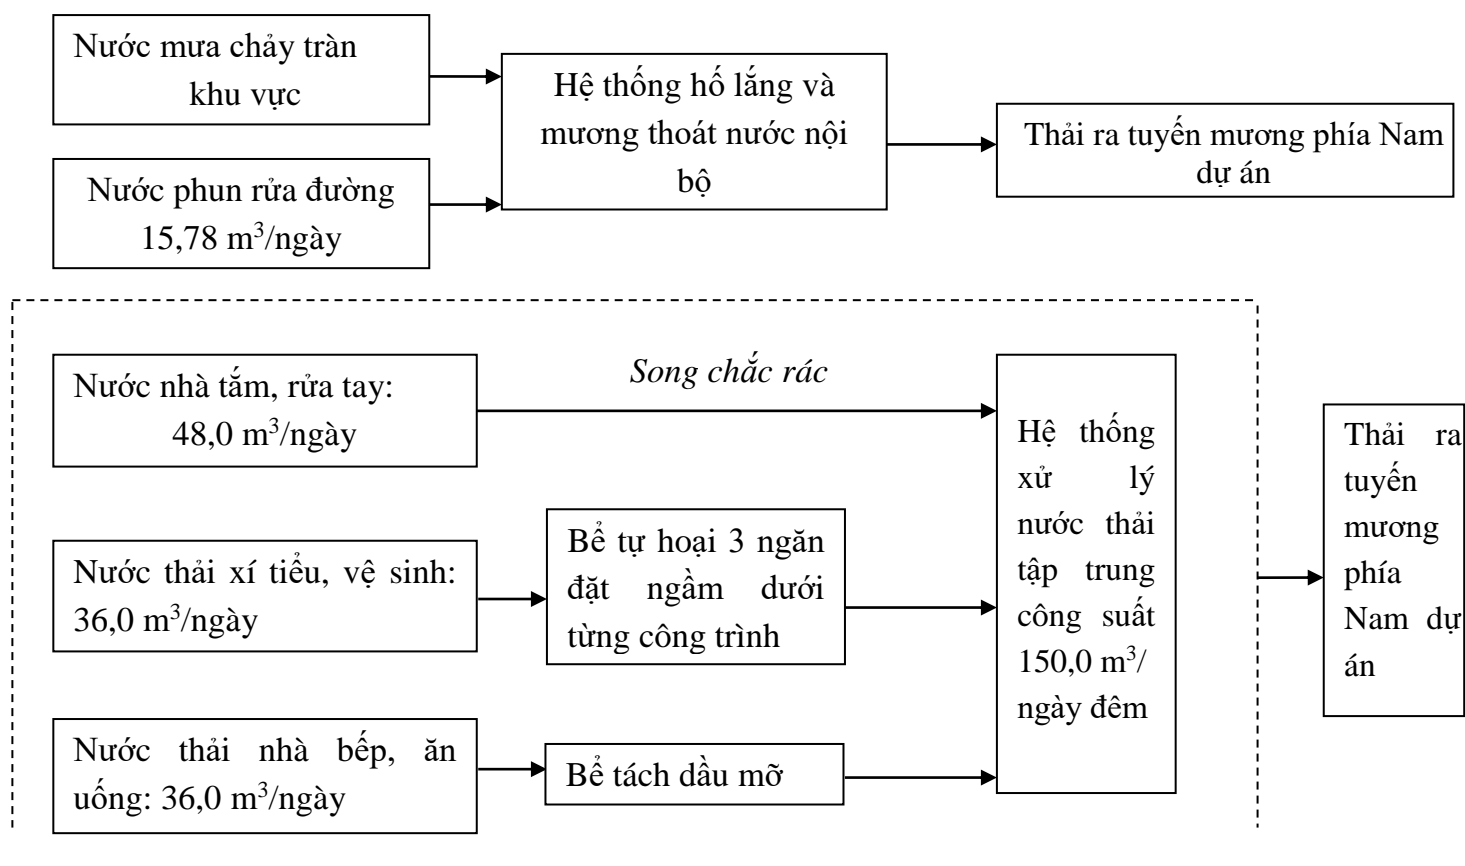 Nước mưa chảy tràn
khu vực
Nước phun rửa đường
15,78 m³/ngày
Hệ thống hố lắng và
mương thoát nước nội
bộ
Thải ra tuyến mương phía Nam
dự án
Nước nhà tắm, rửa tay:
48,0 m³/ngày
Song chắc rác
Nước thải xí tiểu, vệ sinh:
36,0 m³/ngày
Bể tự hoại 3 ngăn
đặt ngầm dưới
từng công trình
Nước thải nhà bếp, ăn
uống: 36,0 m³/ngày
Bể tách dầu mỡ
Hệ thống
xử lý
nước thải
tập trung
công suất
150,0 m³/
ngày đêm
Thải ra
tuyến
mương
phía
Nam dự
án